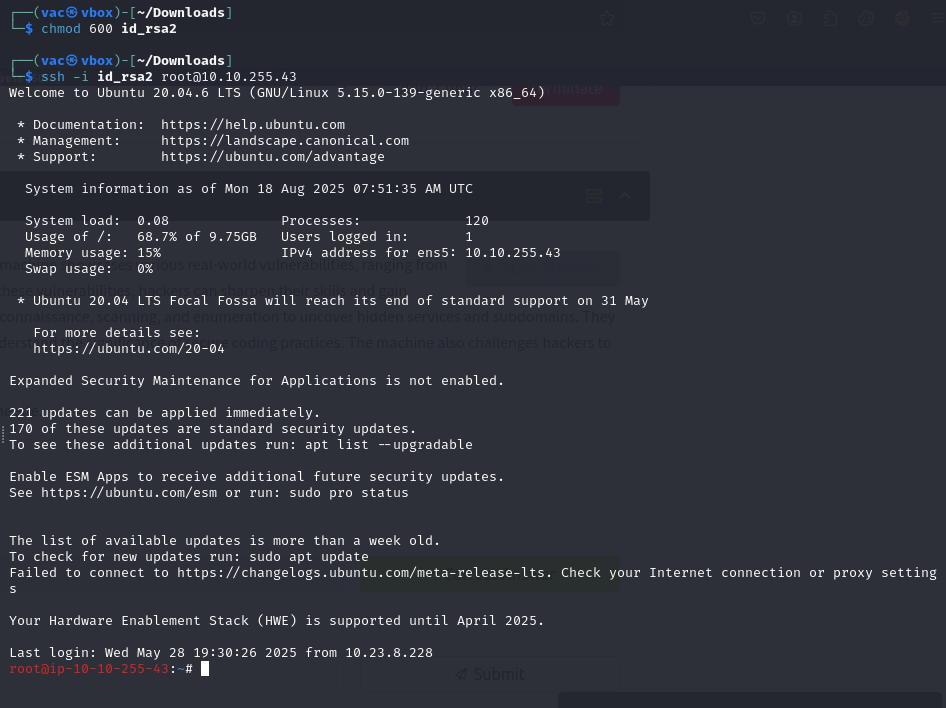 ┌──(vac㉿vbox)-[~/Downloads]
└─$ chmod 600 id_rsa2
┌──(vac㉿vbox)-[~/Downloads]
└─$ ssh -i id_rsa2 root@10.10.255.43
Welcome to Ubuntu 20.04.6 LTS (GNU/Linux 5.15.0-139-generic x86_64)
* Documentation:  https://help.ubuntu.com
* Management:     https://landscape.canonical.com
* Support:        https://ubuntu.com/advantage
System information as of Mon 18 Aug 2025 07:51:35 AM UTC
System load:  0.08              Processes:             120
Usage of /:   68.7% of 9.75GB   Users logged in:       1
Memory usage: 15%               IPv4 address for ens5: 10.10.255.43
Swap usage:   0%
* Ubuntu 20.04 LTS Focal Fossa will reach its end of standard support on 31 May
For more details see:
https://ubuntu.com/20-04
Expanded Security Maintenance for Applications is not enabled.
221 updates can be applied immediately.
170 of these updates are standard security updates.
To see these additional updates run: apt list --upgradable
Enable ESM Apps to receive additional future security updates.
See https://ubuntu.com/esm or run: sudo pro status
The list of available updates is more than a week old.
To check for new updates run: sudo apt update
Failed to connect to https://changelogs.ubuntu.com/meta-release-lts. Check your Internet connection or proxy setting
s
Your Hardware Enablement Stack (HWE) is supported until April 2025.
Last login: Wed May 28 19:30:26 2025 from 10.23.8.228
root@ip-10-10-255-43:~#
Submit